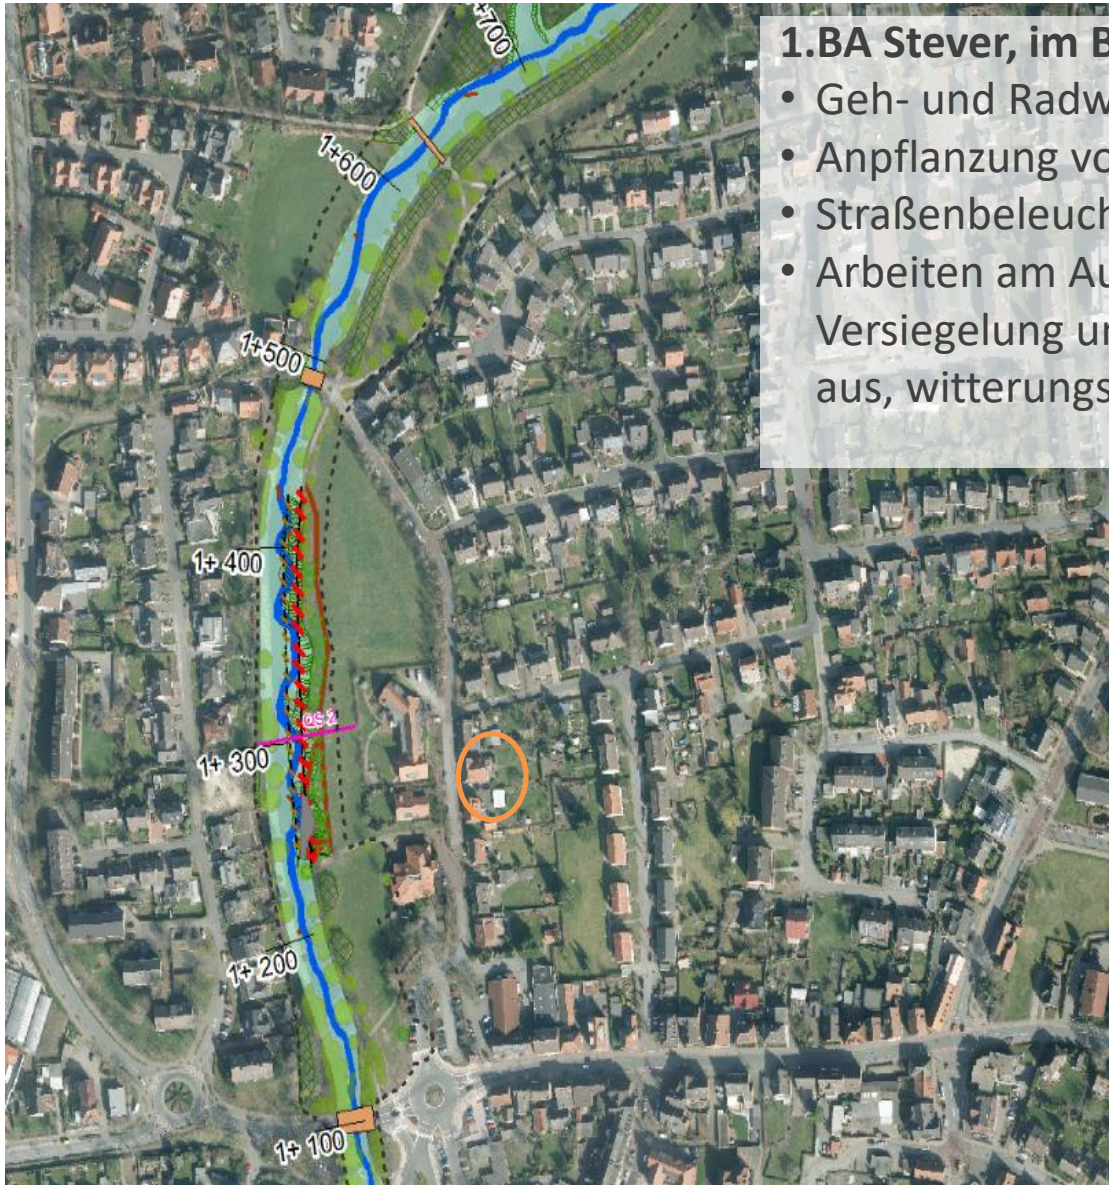 1.BA Stever, im B
• Geh- und Radw
• Anpflanzung vo
• Straßenbeleuch
• Arbeiten am Au
Versiegelung un
aus, witterungs
+700
1+600
1+500
1+ 400
QS 2
1+ 300
1+ 200
1+ 100